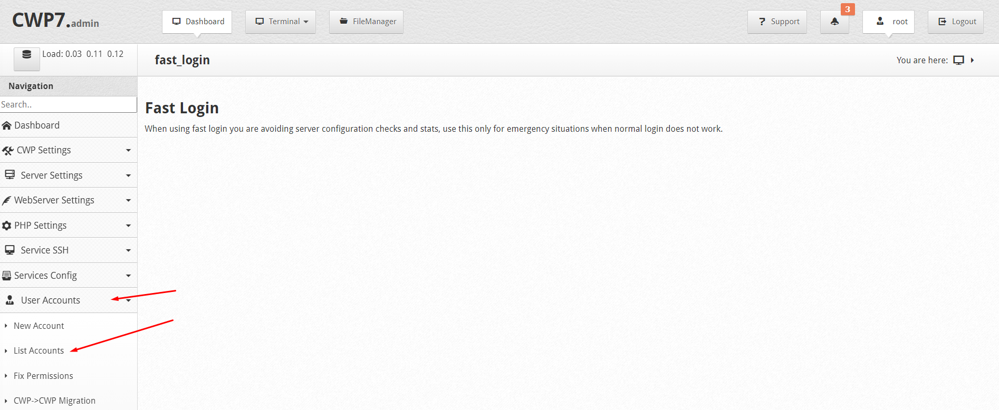 CWP7.admin
Dashboard
Terminal
FileManager
Support
3
root
Logout
Load: 0.03 0.11 0.12
fast_login
You are here:
Navigation
Search..
Dashboard
CWP Settings
Server Settings
WebServer Settings
PHP Settings
Service SSH
Services Config
User Accounts
New Account
List Accounts
Fix Permissions
CWP->CWP Migration
Fast Login
When using fast login you are avoiding server configuration checks and stats, use this only for emergency situations when normal login does not work.